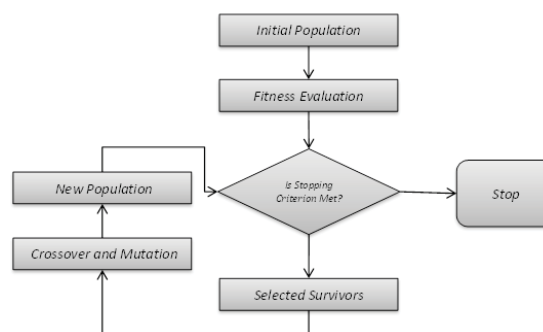 Initial Population
Fitness Evaluation
Is Stopping
Criterion Met?
Stop
New Population
Crossover and Mutation
Selected Survivors